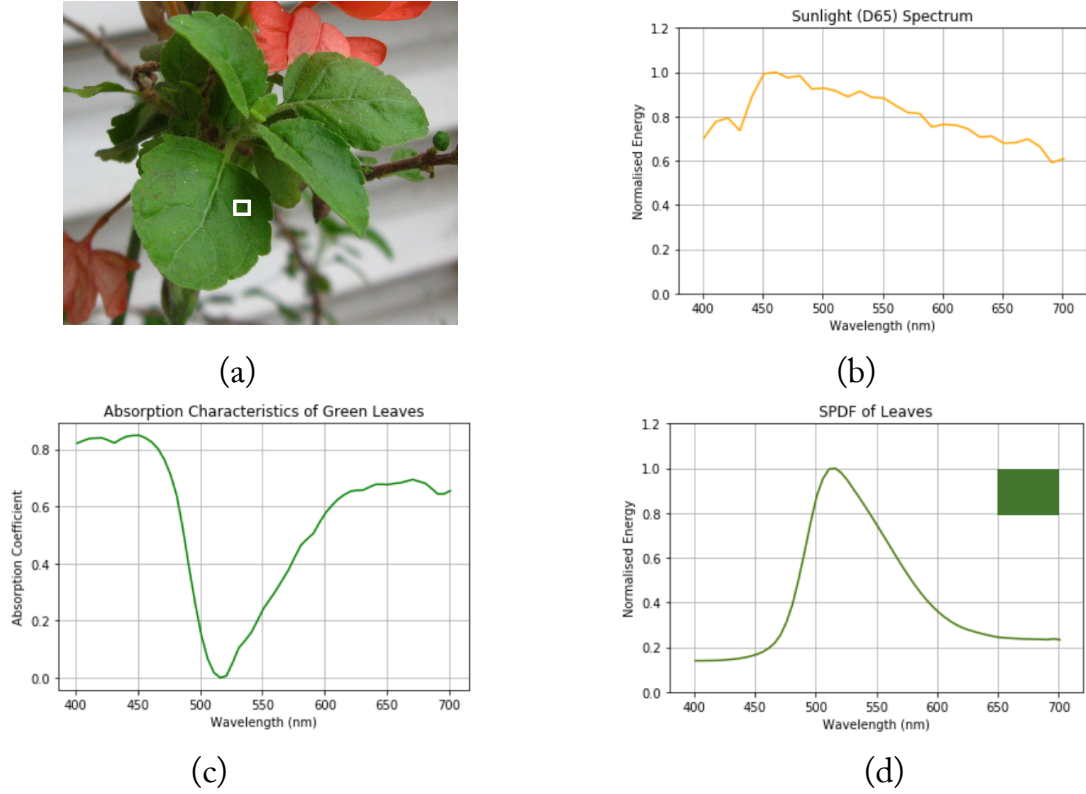 (a)
Sunlight (D65) Spectrum
Normalised Energy
1.2
1.0
0.8
0.6
0.4
0.2
0.0
400 450 500 550 600 650 700
Wavelength (nm)
(b)
Absorption Characteristics of Green Leaves
Absorption Coefficient
0.8
0.6
0.4
0.2
0.0
400 450 500 550 600 650 700
Wavelength (nm)
(c)
SPDF of Leaves
Normalised Energy
1.2
1.0
0.8
0.6
0.4
0.2
0.0
400 450 500 550 600 650 700
Wavelength (nm)
(d)